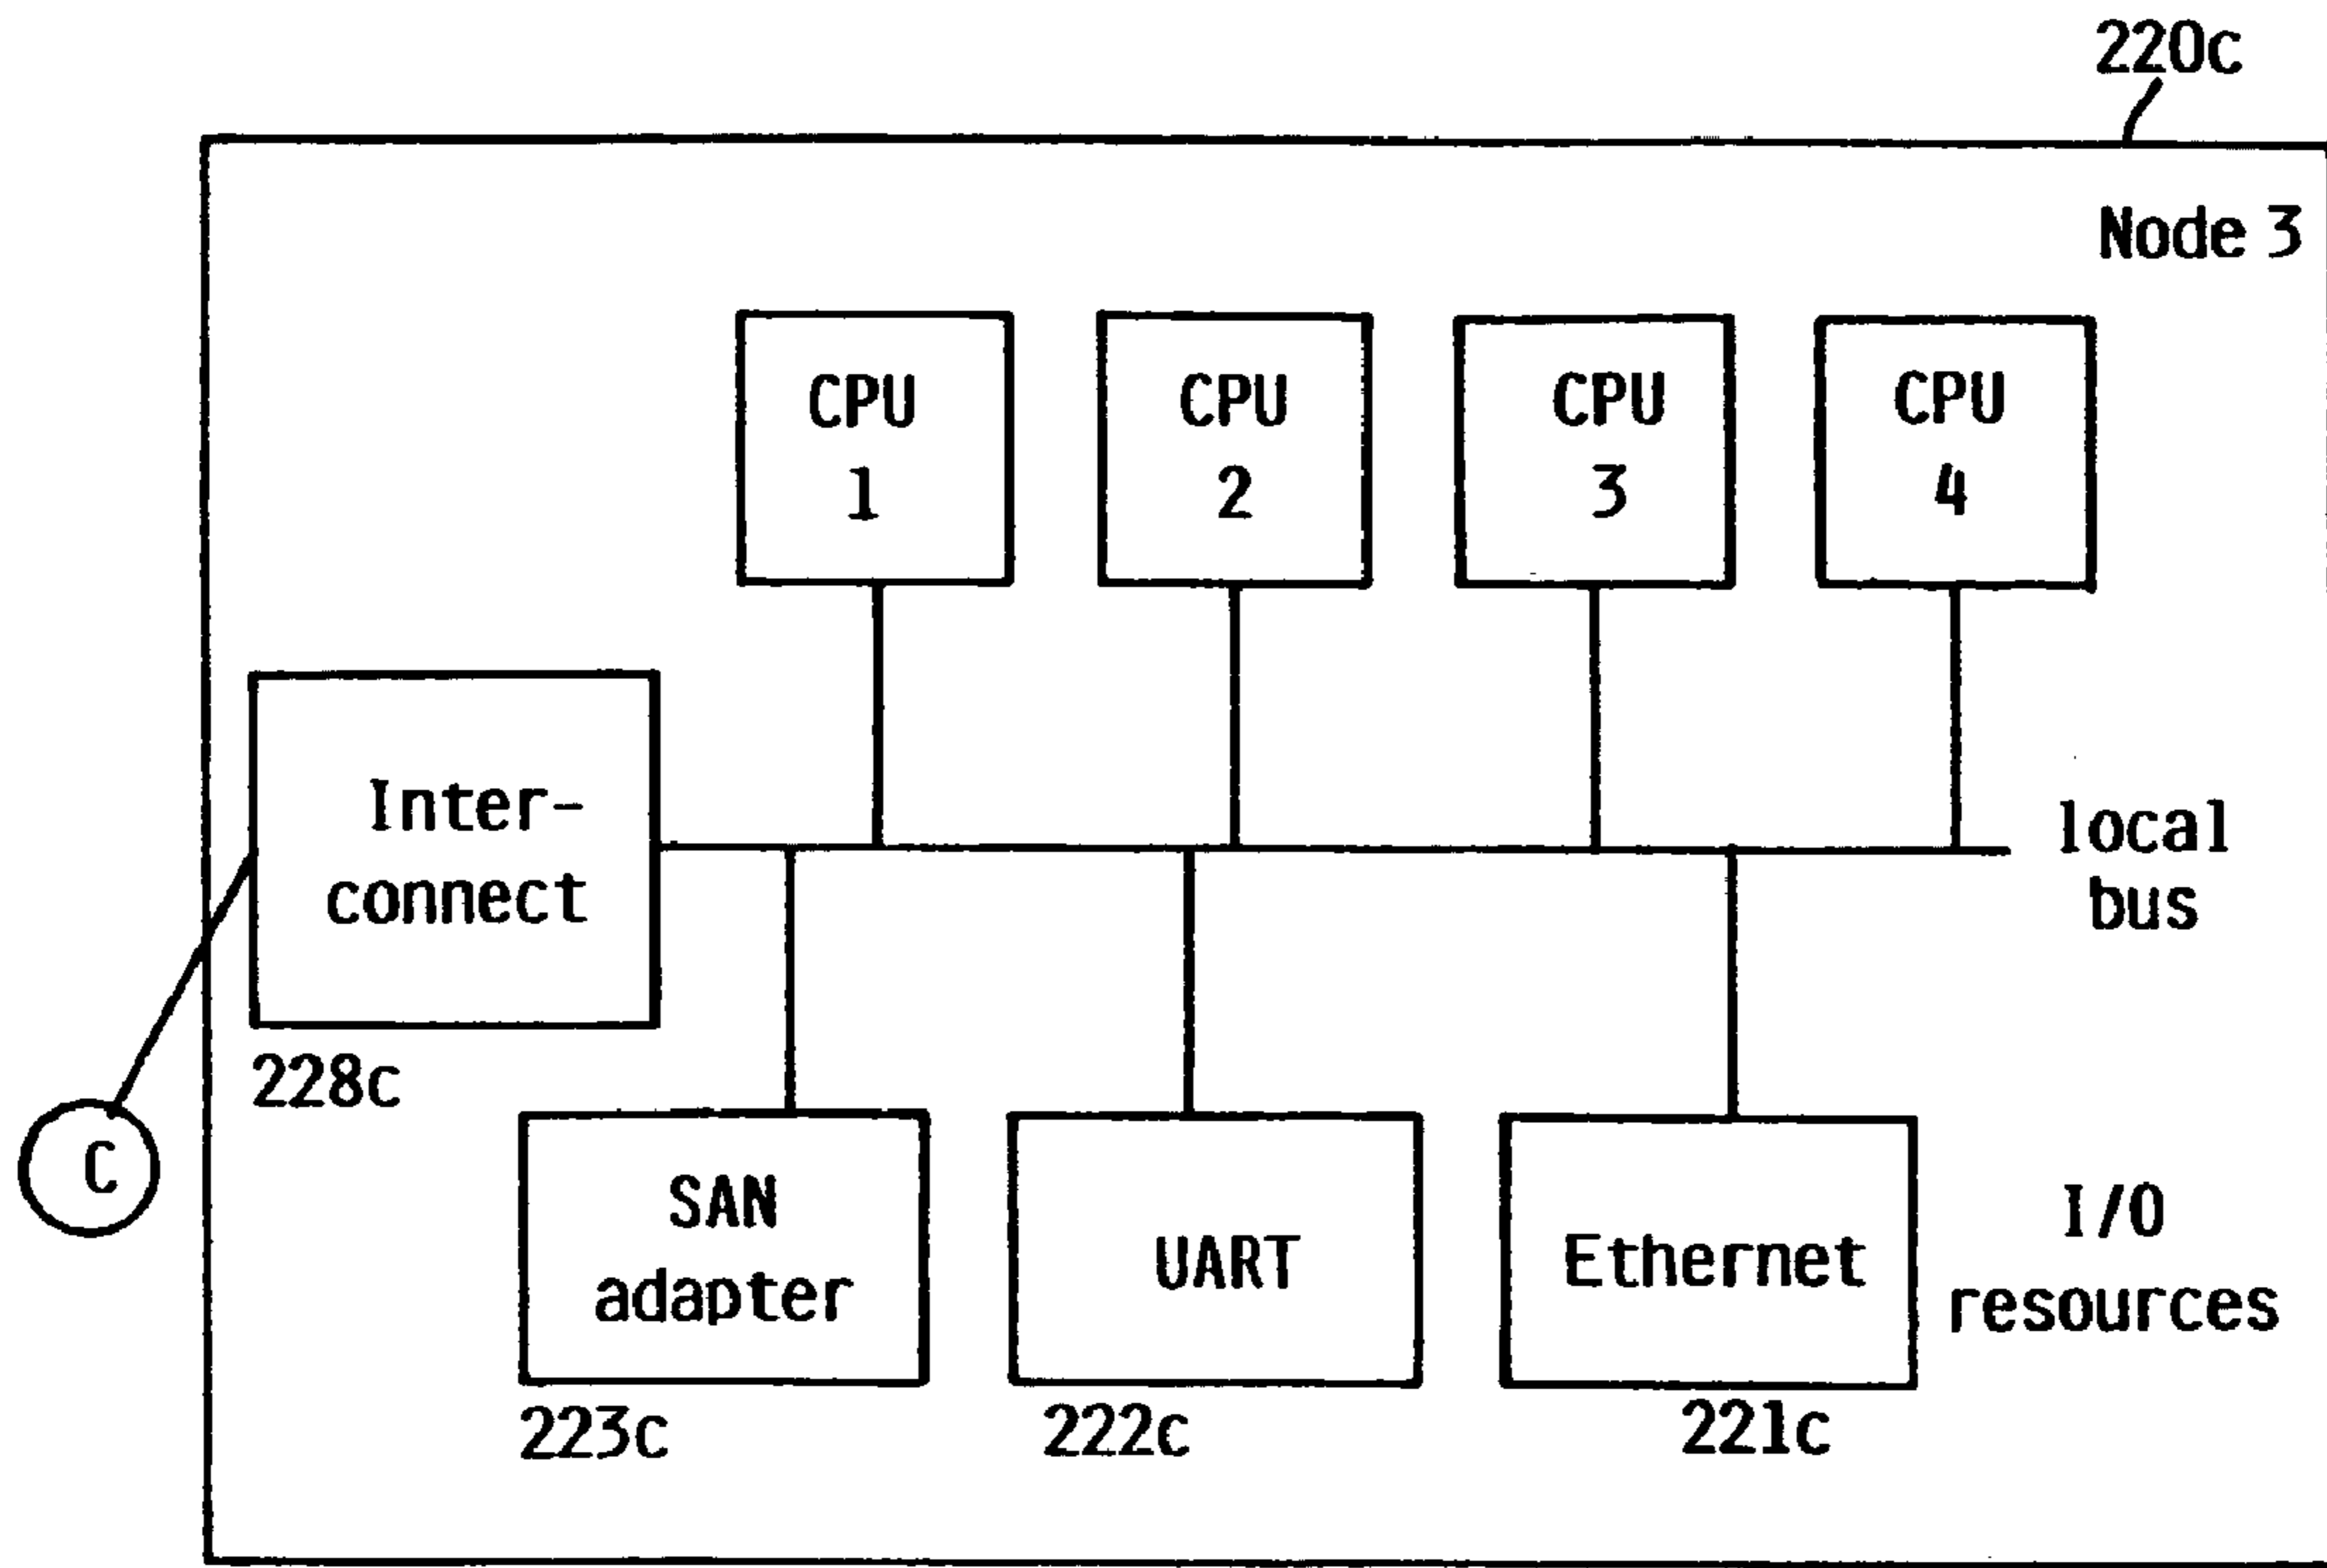 220c
Node 3
CPU
1
CPU
2
CPU
3
CPU
4
Inter-
connect
local
bus
228c
C
SAN
adapter
UART
Ethernet
I/O
resources
223c
222c
221c